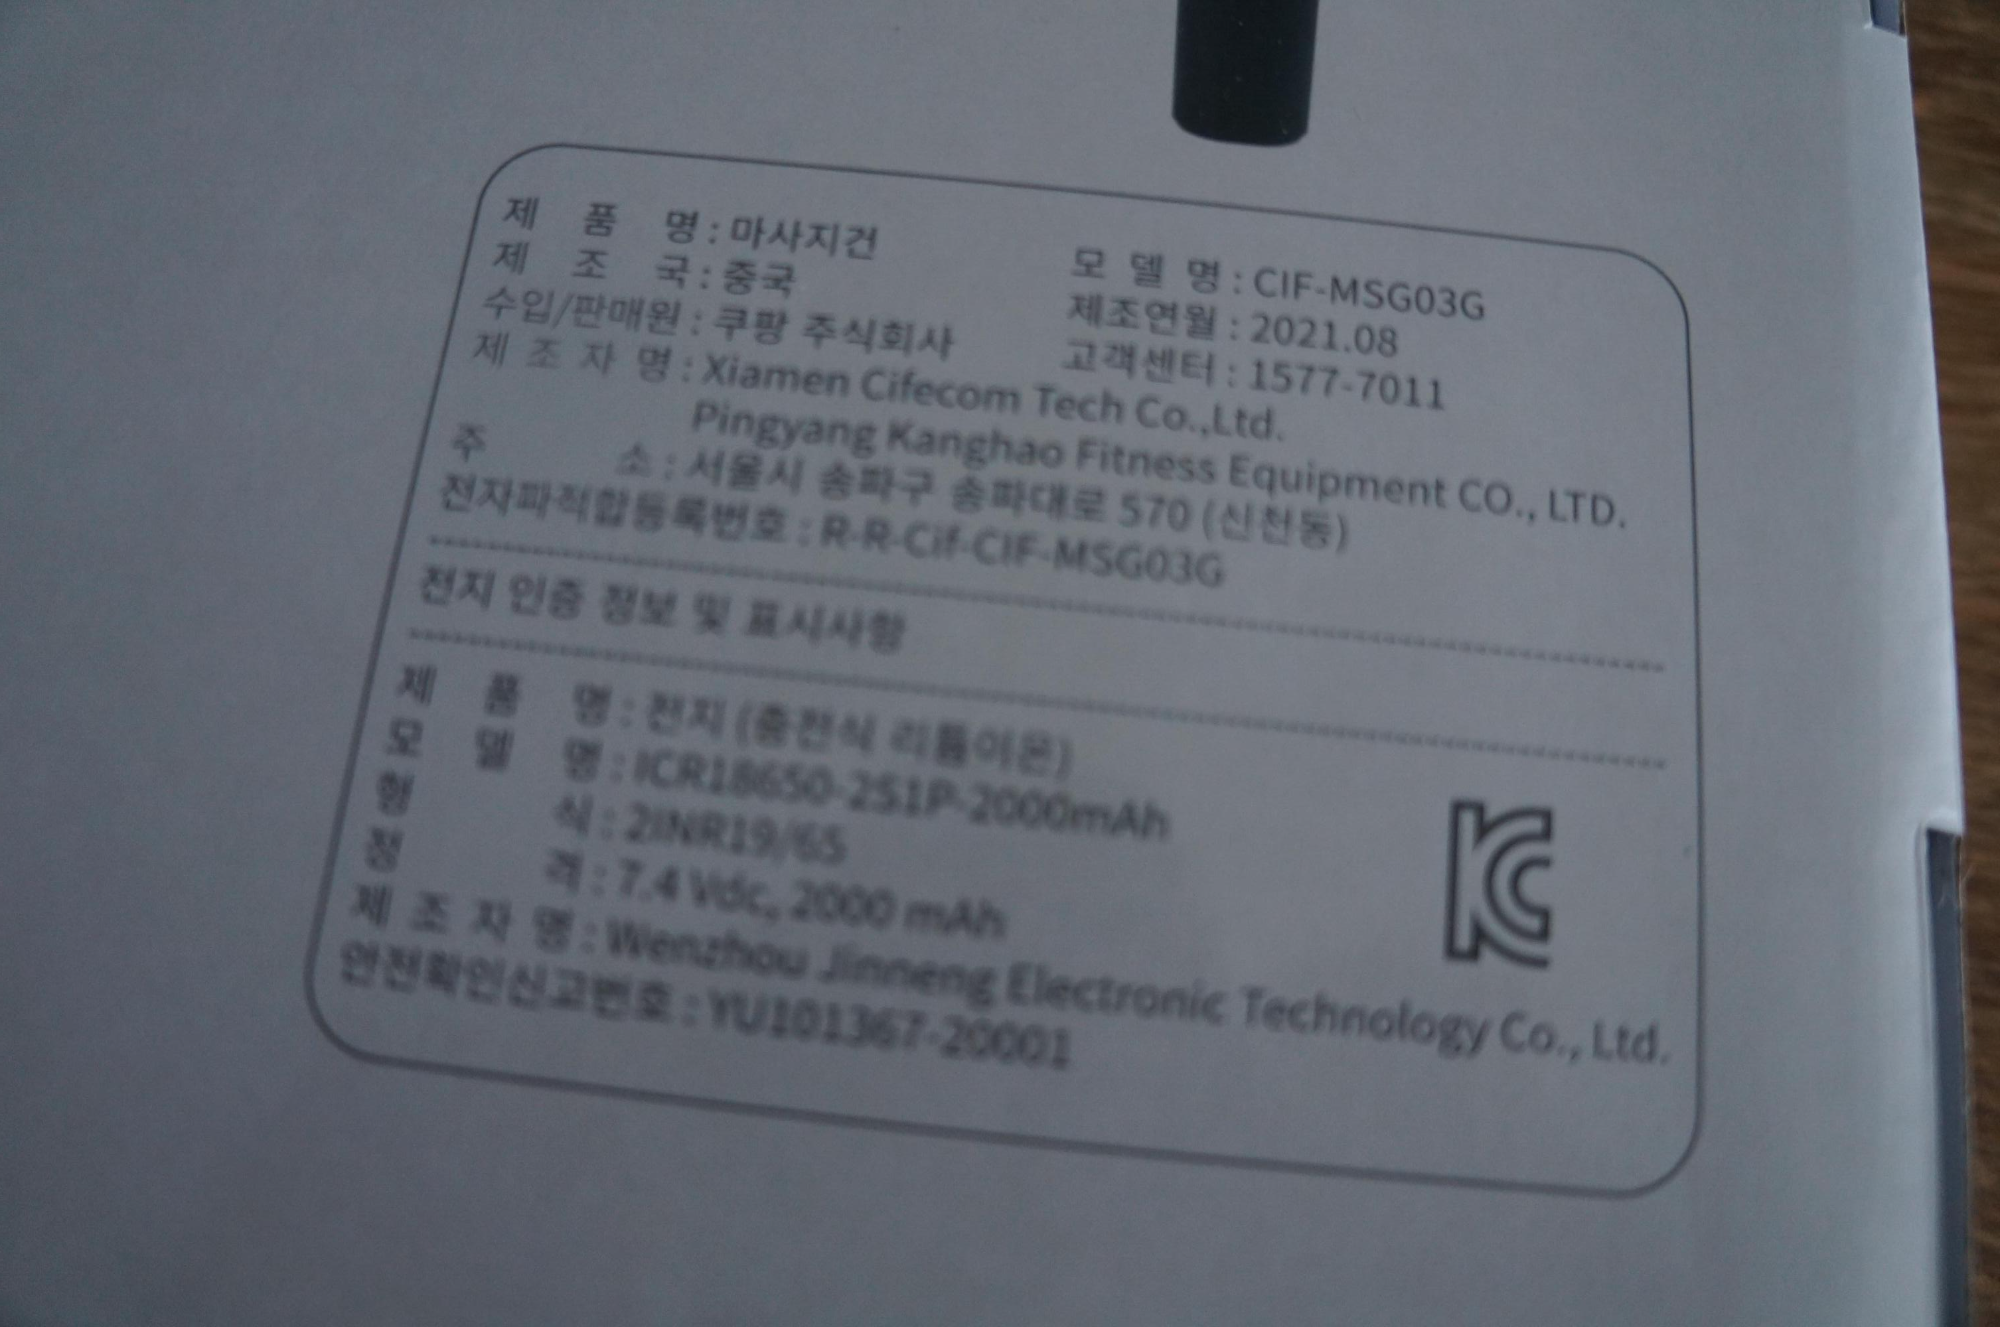 제 품 명 : 마사지건 모 델 명 : CIF-MSG03G
제 조 국 : 중국 제조연월 : 2021.08
수입/판매원 : 쿠팡 주식회사 고객센터 : 1577-7011
제 조 자 명 : Xiamen Cifecom Tech Co.,Ltd.
Pingyang Kanghao Fitness Equipment CO., LTD.
주 소 : 서울시 송파구 송파대로 570 (신천동)
전자파적합등록번호 : R-R-Cif-CIF-MSG03G
전지 인증 정보 및 표시사항
제 품 명 : 전지 (충전식 리튬이온)
모 델 명 : ICR18650-2S1P-2000mAh
형 식 : 2INR19/65
정 격 : 7.4 Vdc, 2000 mAh
제 조 자 명 : Wenzhou Jinneng Electronic Technology Co., Ltd.
안전확인신고번호 : YU101367-20001
KC